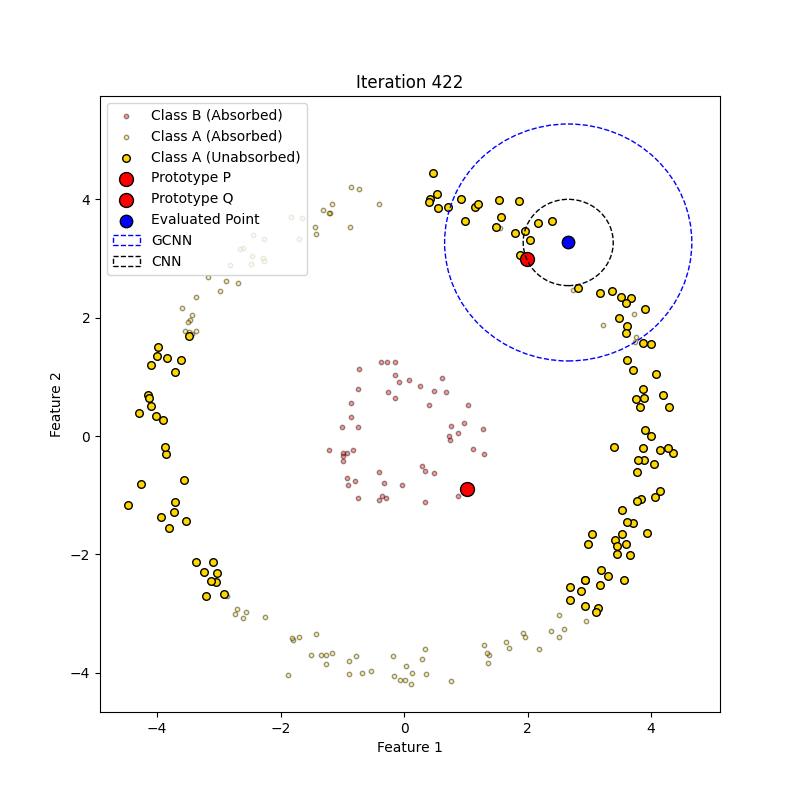 Iteration 422
Class B (Absorbed)
Class A (Absorbed)
Class A (Unabsorbed)
Prototype P
Prototype Q
Evaluated Point
GCNN
CNN
4
2
0
−2
−4
Feature 2
−4
−2
0
2
4
Feature 1